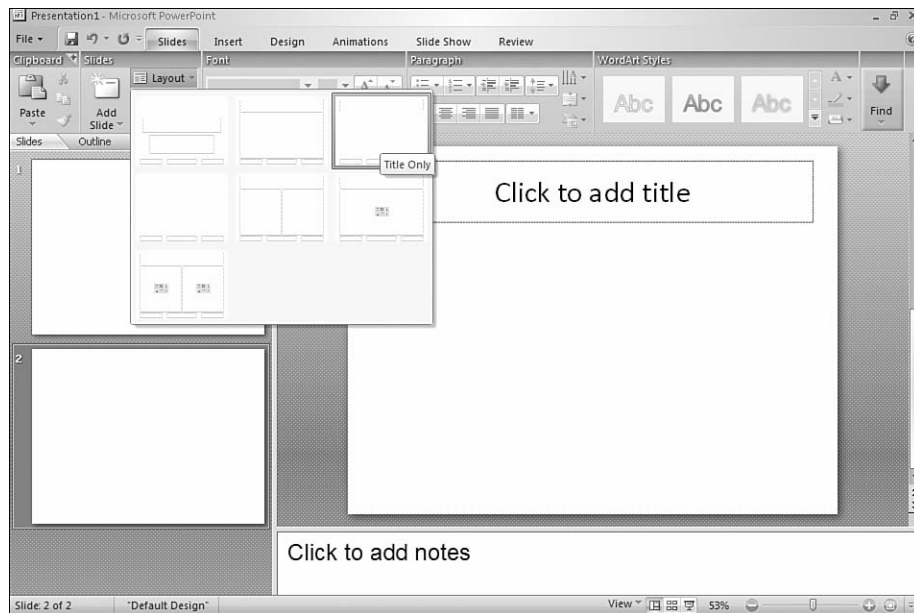 Presentation1 - Microsoft PowerPoint
File Slides Insert Design Animations Slide Show Review
Clipboard Slides Font Paragraph WordArt Styles
Layout
Paste Add Slide Abc Abc Abc Find
Slides Outline
Title Only
1
Click to add title
2
Click to add notes
Slide: 2 of 2 "Default Design" View 53%